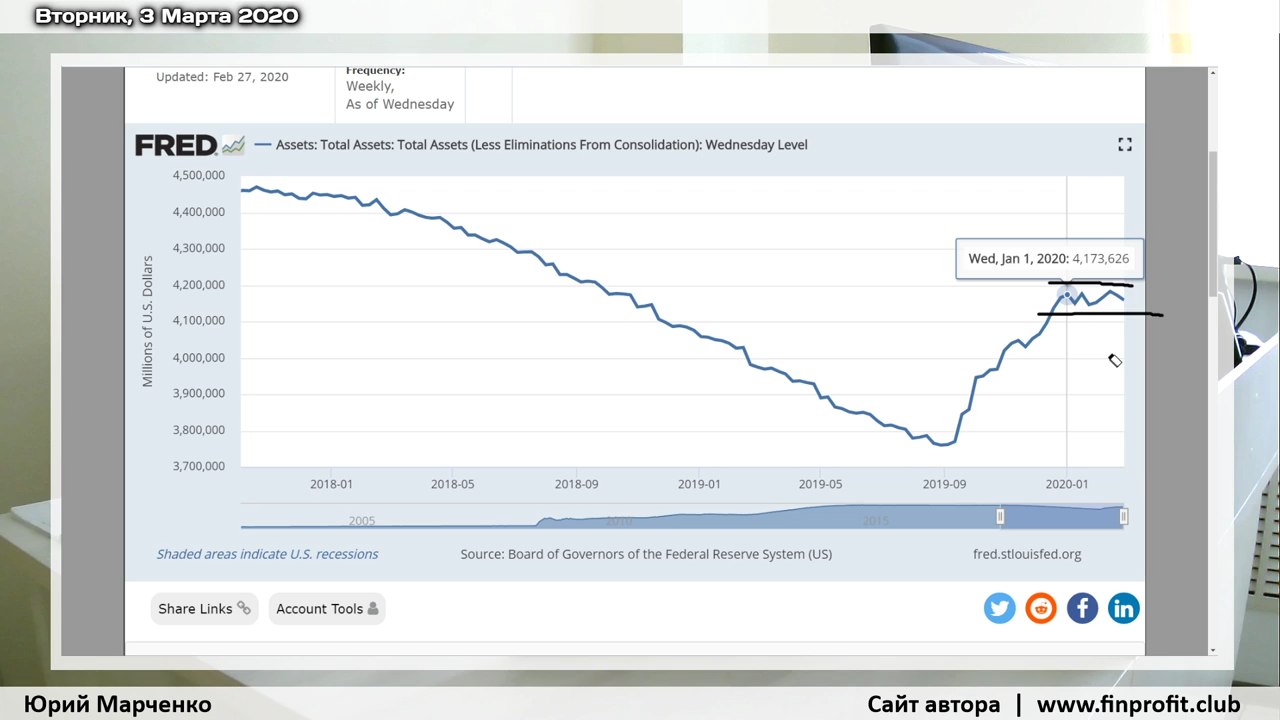 Вторник, 3 Марта 2020
Updated: Feb 27, 2020
Frequency:
Weekly,
As of Wednesday
FRED
Assets: Total Assets: Total Assets (Less Eliminations From Consolidation): Wednesday Level
Millions of U.S. Dollars
4,500,000
4,400,000
4,300,000
4,200,000
4,100,000
4,000,000
3,900,000
3,800,000
3,700,000
Wed, Jan 1, 2020: 4,173,626
2018-01 2018-05 2018-09 2019-01 2019-05 2019-09 2020-01
2005 2010 2015
Shaded areas indicate U.S. recessions Source: Board of Governors of the Federal Reserve System (US) fred.stlouisfed.org
Share Links Account Tools
Юрий Марченко Сайт автора | www.finprofit.club